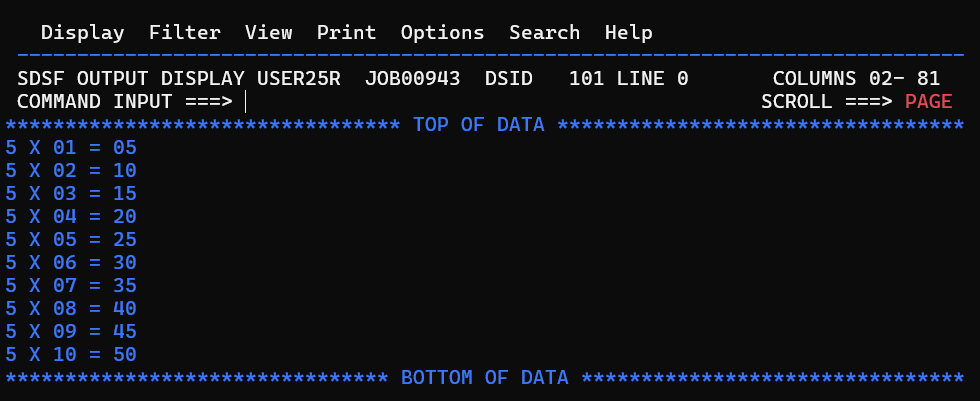 Display  Filter  View  Print  Options  Search  Help
-------------------------------------------------------------------------------
SDSF OUTPUT DISPLAY USER25R  JOB00943  DSID   101 LINE 0       COLUMNS 02- 81
COMMAND INPUT ===>                                            SCROLL ===> PAGE
********************************* TOP OF DATA **********************************
5 X 01 = 05
5 X 02 = 10
5 X 03 = 15
5 X 04 = 20
5 X 05 = 25
5 X 06 = 30
5 X 07 = 35
5 X 08 = 40
5 X 09 = 45
5 X 10 = 50
******************************** BOTTOM OF DATA ********************************